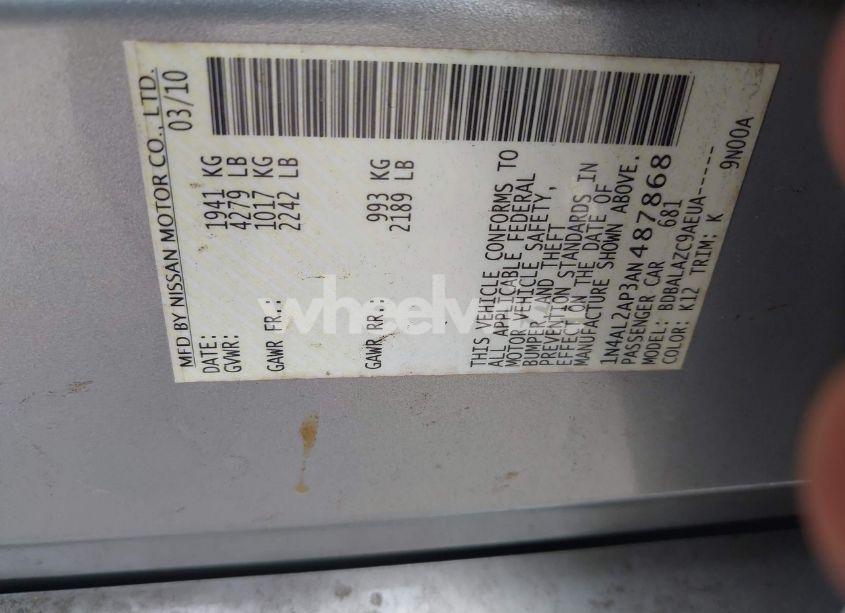 MFD BY NISSAN MOTOR CO., LTD.
DATE: 03/10
GVWR: 1941 KG
4279 LB
GAWR FR.: 1017 KG
2242 LB
GAWR RR.: 993 KG
2189 LB
THIS VEHICLE CONFORMS TO
ALL APPLICABLE FEDERAL
MOTOR VEHICLE SAFETY,
BUMPER, AND THEFT
PREVENTION STANDARDS IN
EFFECT ON THE DATE OF
MANUFACTURE SHOWN ABOVE.
1N4AL2AP3AN487868
PASSENGER CAR 681
MODEL: BDBALAZC9AEUA------
COLOR: K12 TRIM: K
9N00A